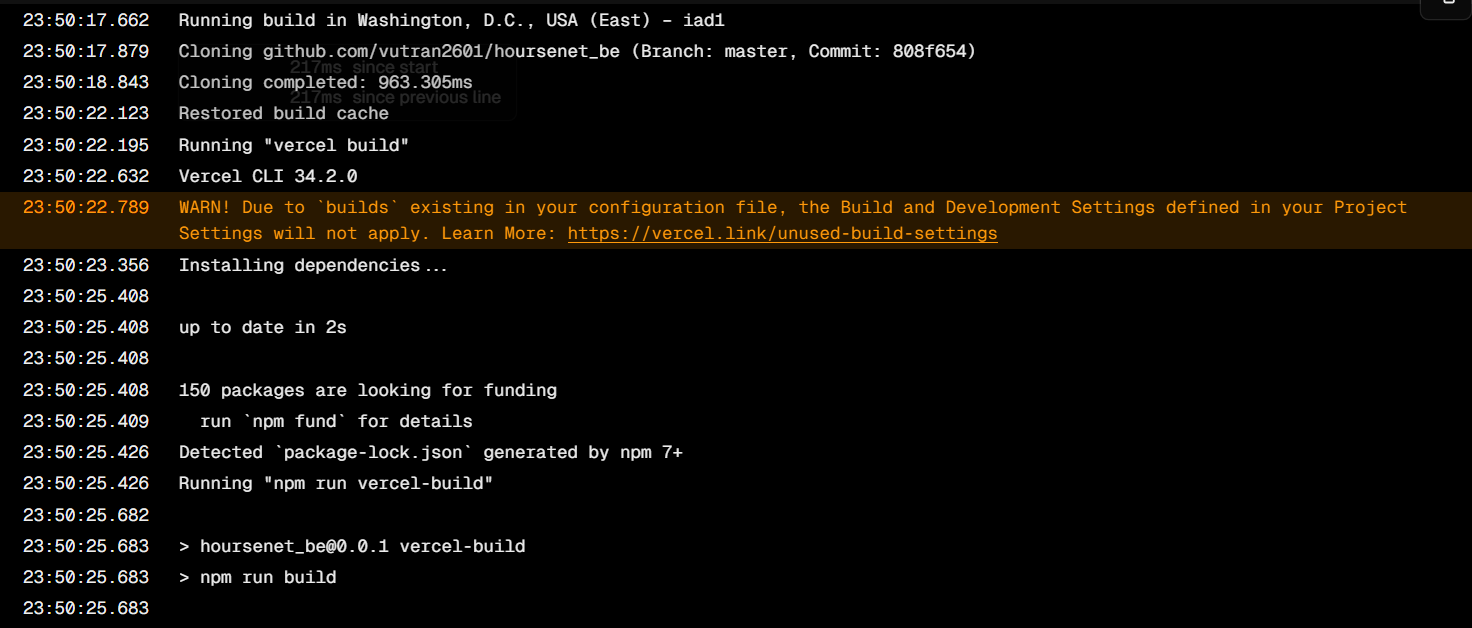 23:50:17.662 Running build in Washington, D.C., USA (East) – iad1
23:50:17.879 Cloning github.com/vutran2601/hoursenet_be (Branch: master, Commit: 808f654)
217ms since start
23:50:18.843 Cloning completed: 963.305ms
217ms since previous line
23:50:22.123 Restored build cache
23:50:22.195 Running "vercel build"
23:50:22.632 Vercel CLI 34.2.0
23:50:22.789 WARN! Due to `builds` existing in your configuration file, the Build and Development Settings defined in your Project
Settings will not apply. Learn More: https://vercel.link/unused-build-settings
23:50:23.356 Installing dependencies...
23:50:25.408
23:50:25.408 up to date in 2s
23:50:25.408
23:50:25.408 150 packages are looking for funding
23:50:25.409 run `npm fund` for details
23:50:25.426 Detected `package-lock.json` generated by npm 7+
23:50:25.426 Running "npm run vercel-build"
23:50:25.682
23:50:25.683 > hoursenet_be@0.0.1 vercel-build
23:50:25.683 > npm run build
23:50:25.683